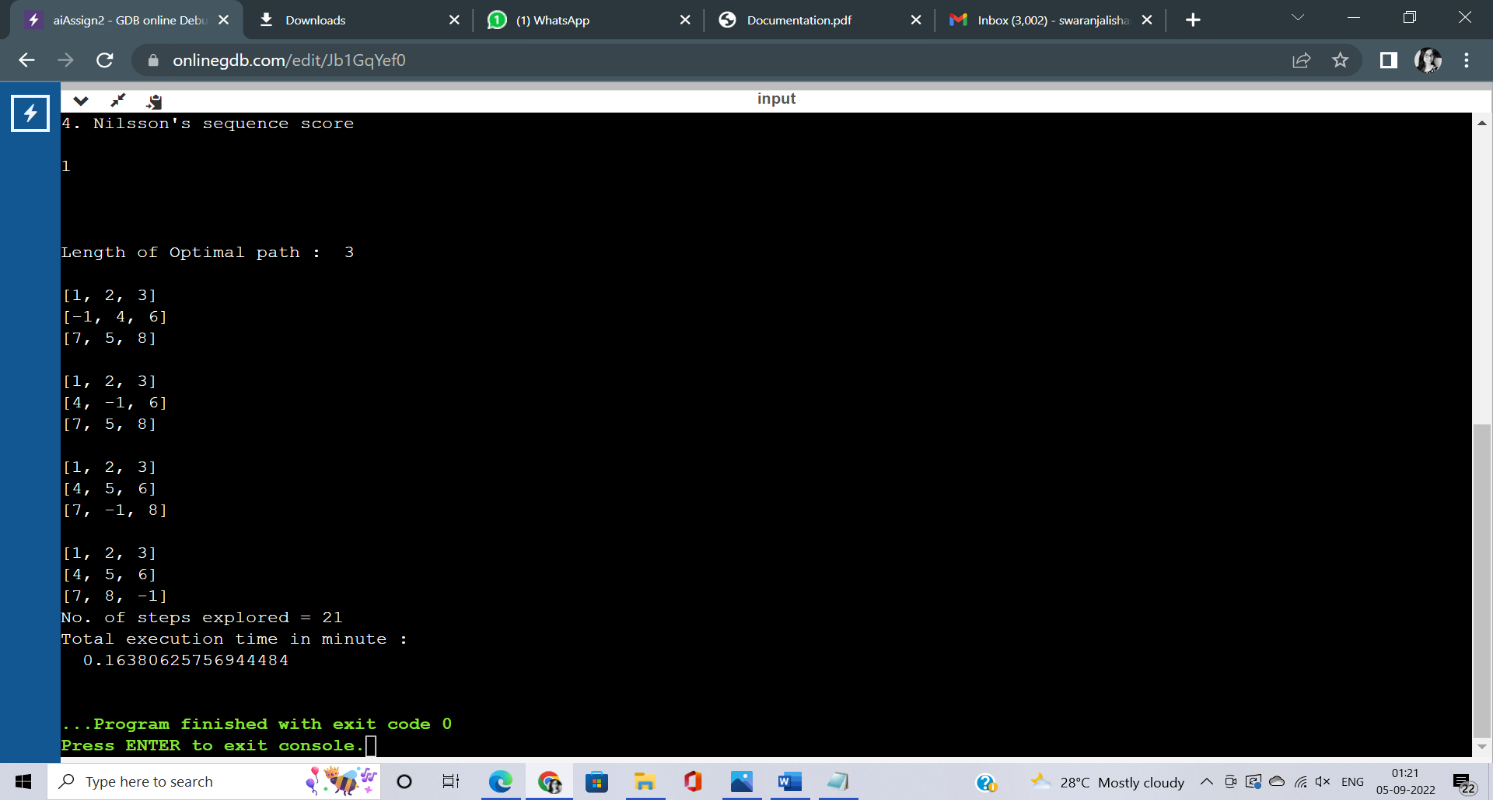 aiAssign2 - GDB online Debu
Downloads
(1) WhatsApp
Documentation.pdf
Inbox (3,002) - swaranjalisha
onlinegdb.com/edit/Jb1GqYef0
input
4. Nilsson's sequence score
1
Length of Optimal path :  3
[1, 2, 3]
[-1, 4, 6]
[7, 5, 8]
[1, 2, 3]
[4, -1, 6]
[7, 5, 8]
[1, 2, 3]
[4, 5, 6]
[7, -1, 8]
[1, 2, 3]
[4, 5, 6]
[7, 8, -1]
No. of steps explored = 21
Total execution time in minute :
0.16380625756944484
...Program finished with exit code 0
Press ENTER to exit console.
Type here to search
28°C Mostly cloudy
ENG
01:21
05-09-2022
22